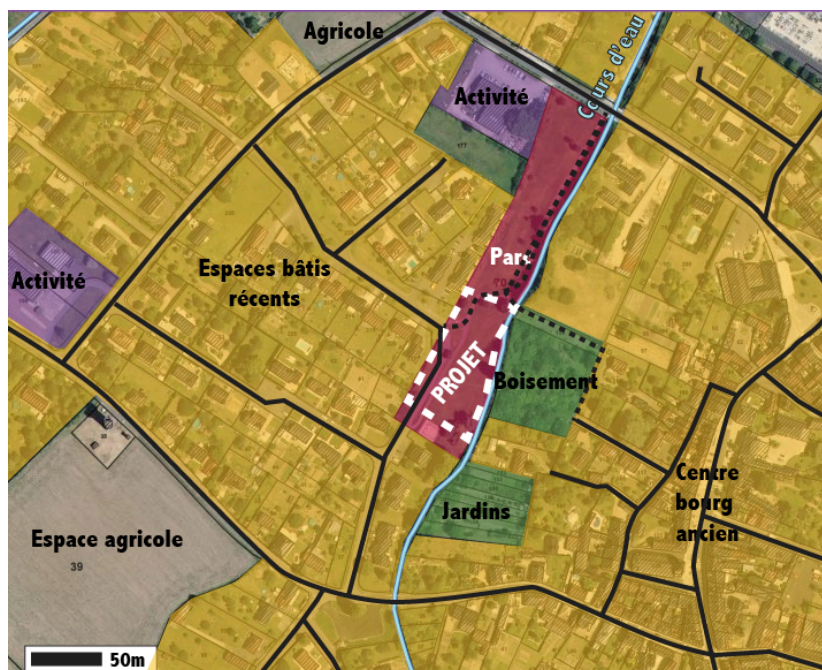 Agricole
Cours d'eau
Activité
177
Parc
Espaces bâtis
récents
Activité
PROJET
Boisement
Centre
bourg
ancien
Jardins
Espace agricole
39
50m